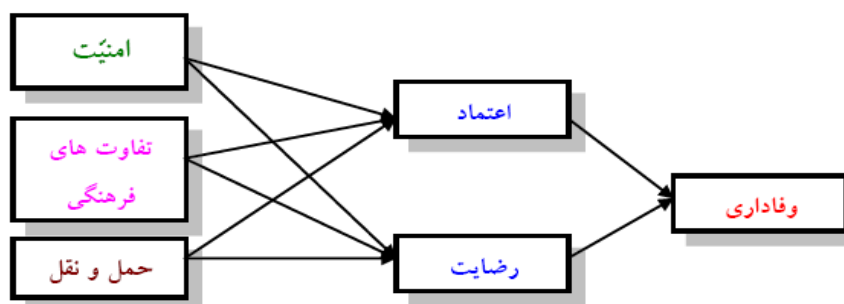 امنیّت
تفاوت های
فرهنگی
حمل و نقل
اعتماد
رضایت
وفاداری